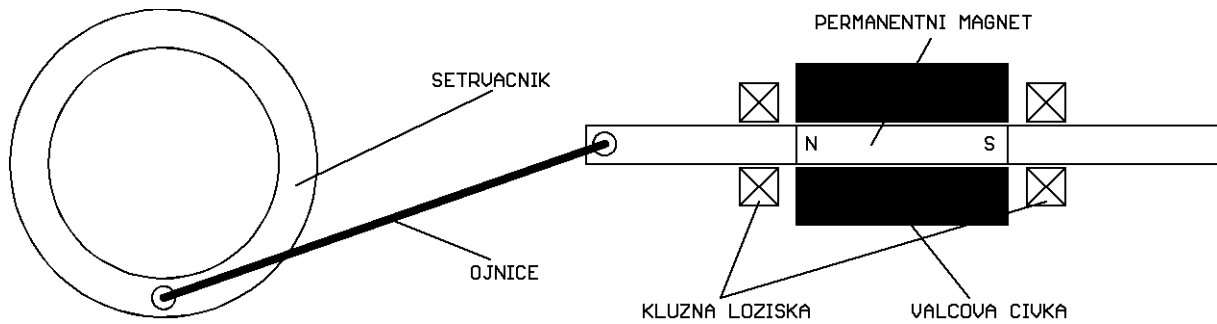 PERMANENTNI MAGNET
SETRVACNIK
N S
OJNICE
KLUZNA LOZISKA
VALCOVA CIVKA